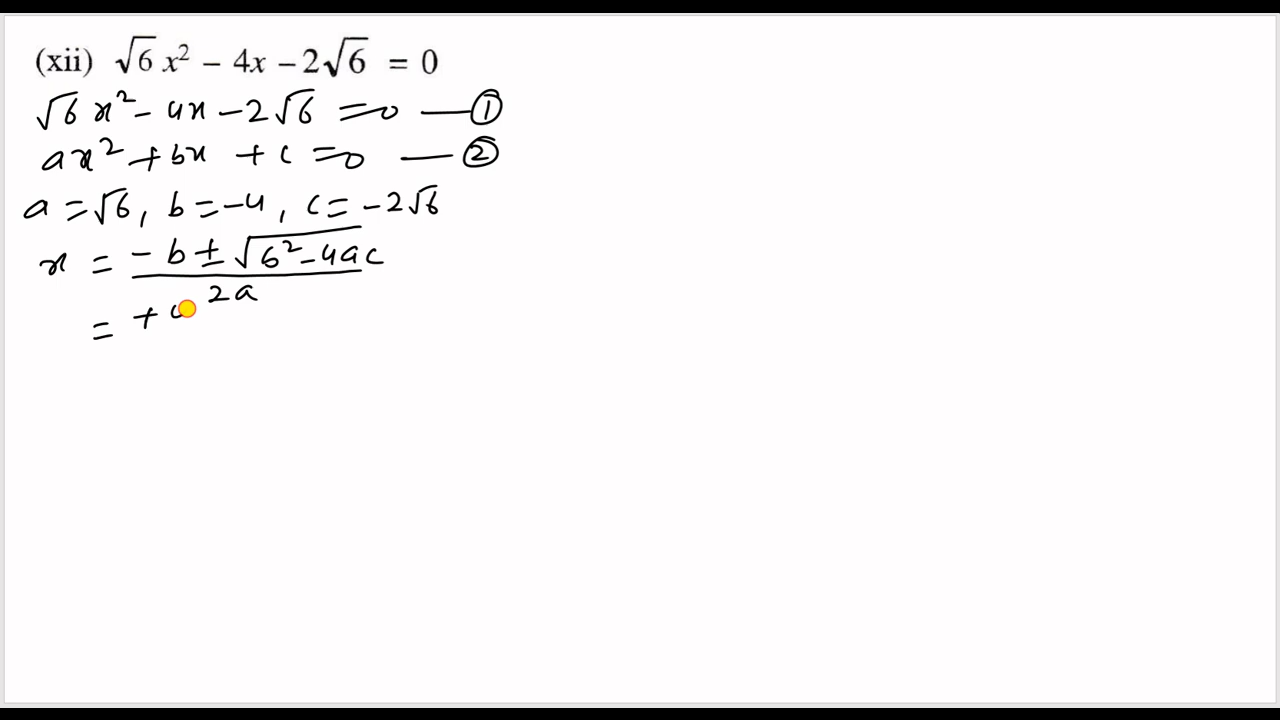 (xii) √6 x² − 4x − 2√6 = 0
√6 x² − 4x − 2√6 = 0 — ①
ax² + bx + c = 0 — ②
a = √6, b = −4, c = −2√6
x = −b ± √6² − 4ac
2a
= +